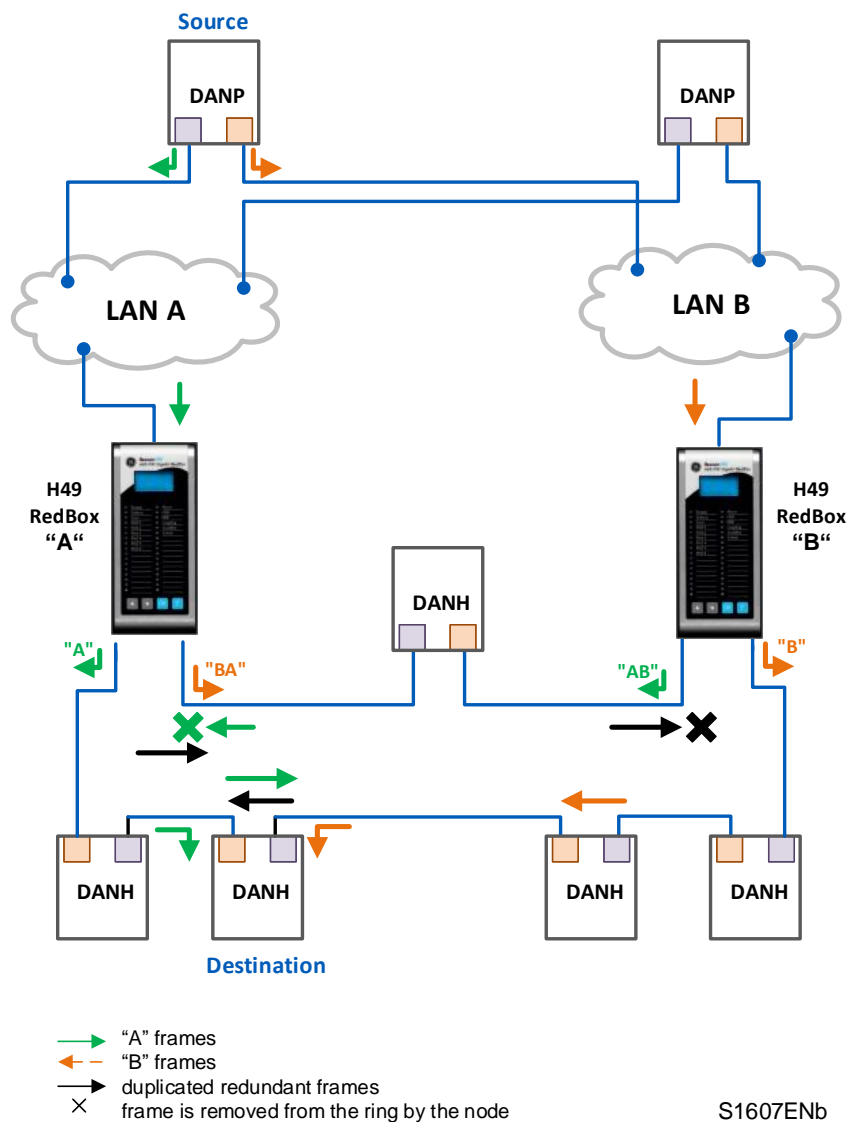 Source
DANP
DANP
LAN A
LAN B
H49
RedBox
“A“
H49
RedBox
“B“
DANH
"A"
"BA"
"AB"
"B"
DANH
DANH
DANH
DANH
Destination
“A” frames
“B” frames
duplicated redundant frames
frame is removed from the ring by the node
S1607ENb